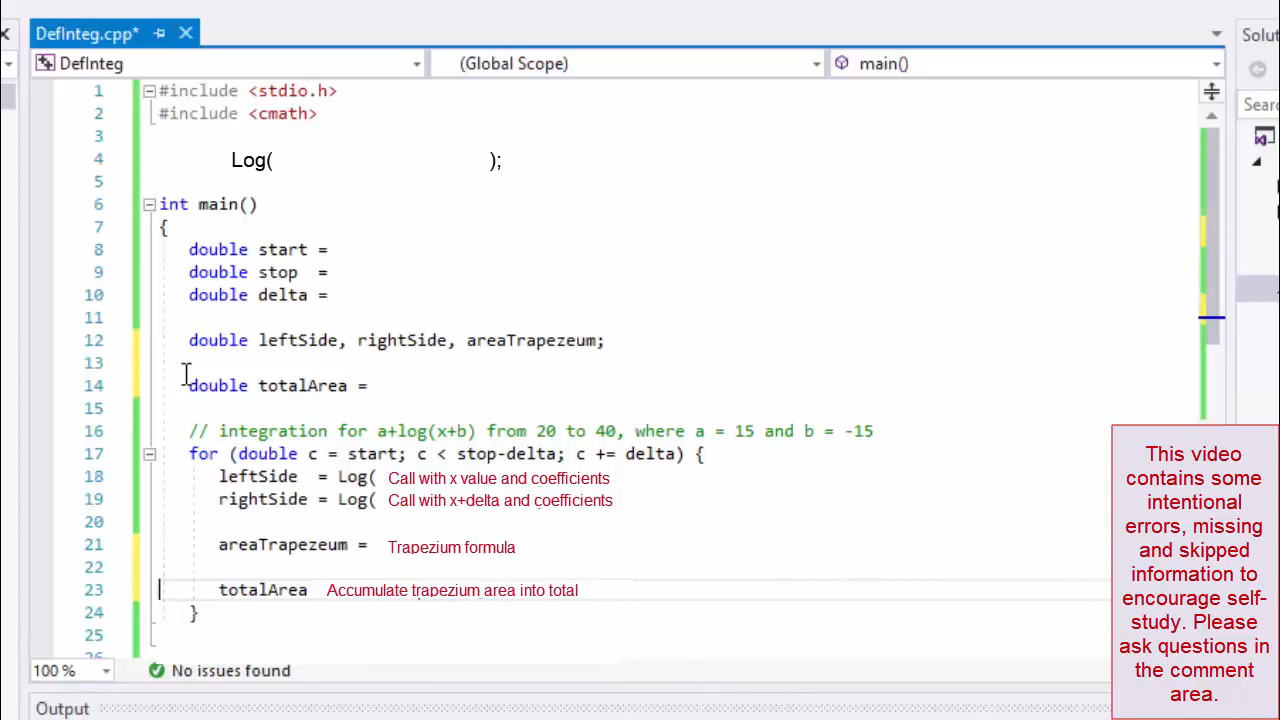 DefInteg.cpp*
Solut
DefInteg
(Global Scope)
main()
Searc
1 #include <stdio.h>
2 #include <cmath>
3
4 Log( );
5
6 int main()
7 {
8 double start =
9 double stop =
10 double delta =
11
12 double leftSide, rightSide, areaTrapezeum;
13
14 double totalArea =
15
16 // integration for a+log(x+b) from 20 to 40, where a = 15 and b = -15
17 for (double c = start; c < stop-delta; c += delta) {
18 leftSide = Log( Call with x value and coefficients
19 rightSide = Log( Call with x+delta and coefficients
20
21 areaTrapezeum = Trapezium formula
22
23 totalArea Accumulate trapezium area into total
24 }
25
26
100 %
No issues found
Output
This video
contains some
intentional
errors, missing
and skipped
information to
encourage self-
study. Please
ask questions in
the comment
area.